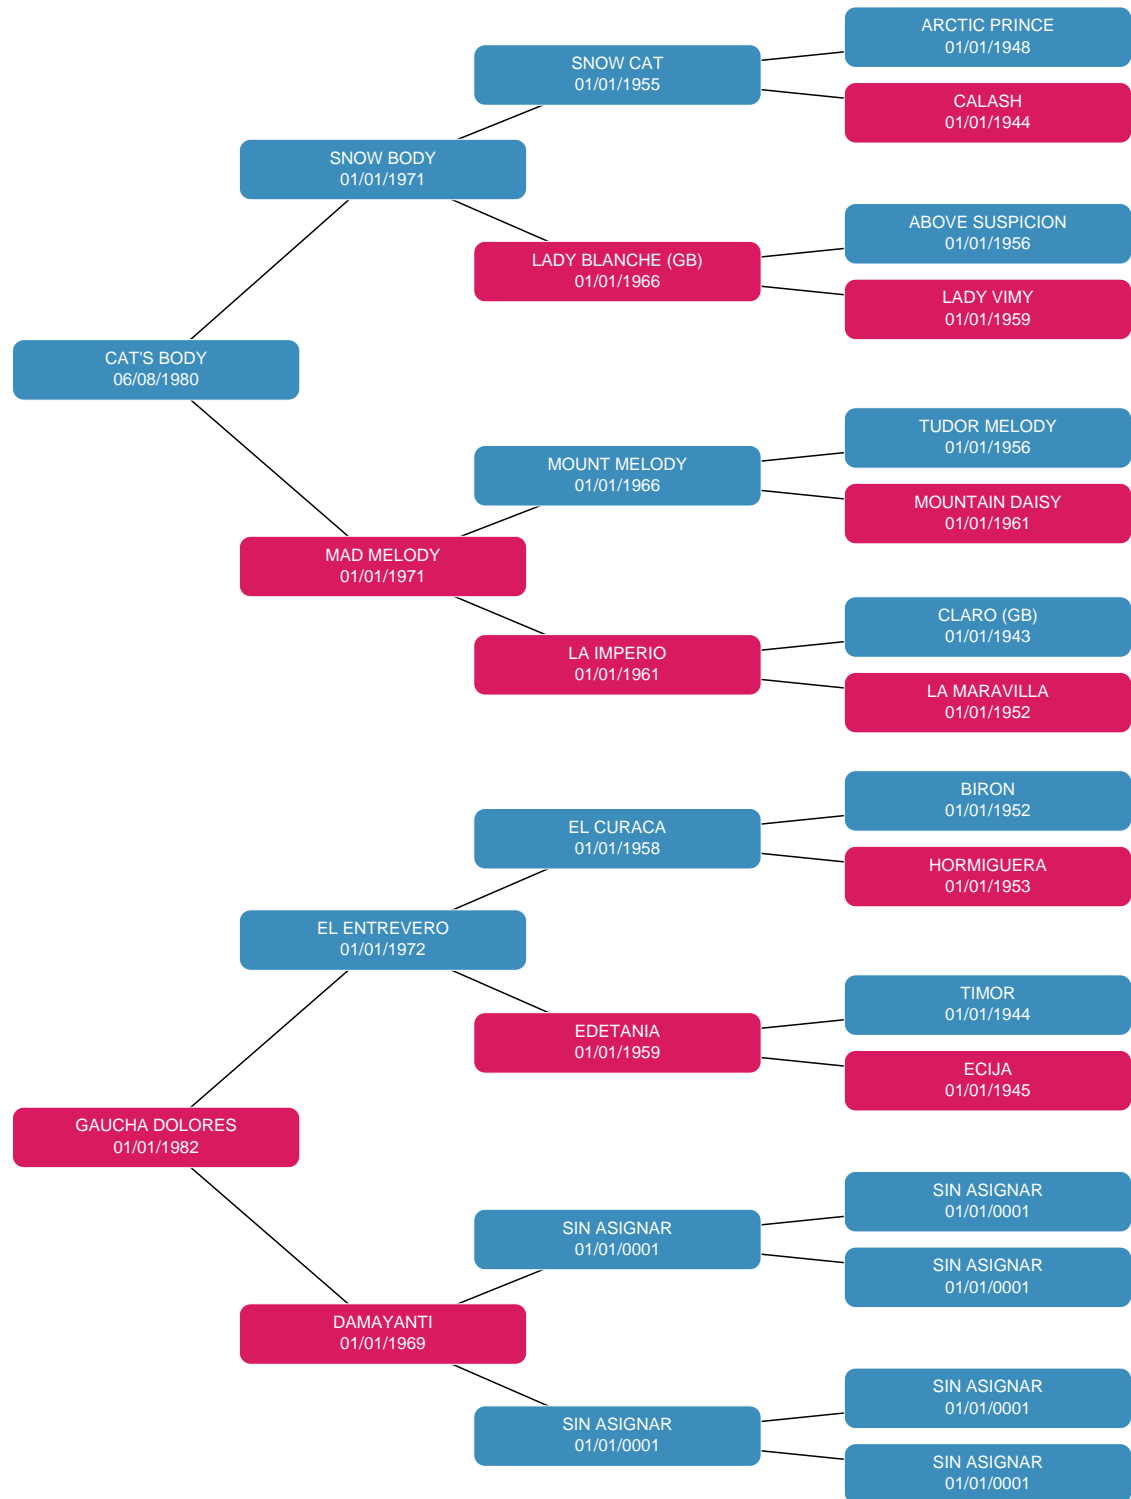 ARCTIC PRINCE
01/01/1948
SNOW CAT
01/01/1955
CALASH
01/01/1944
SNOW BODY
01/01/1971
ABOVE SUSPICION
01/01/1956
LADY BLANCHE (GB)
01/01/1966
LADY VIMY
01/01/1959
CAT'S BODY
06/08/1980
TUDOR MELODY
01/01/1956
MOUNT MELODY
01/01/1966
MOUNTAIN DAISY
01/01/1961
MAD MELODY
01/01/1971
CLARO (GB)
01/01/1943
LA IMPERIO
01/01/1961
LA MARAVILLA
01/01/1952
BIRON
01/01/1952
EL CURACA
01/01/1958
HORMIGUERA
01/01/1953
EL ENTREVERO
01/01/1972
TIMOR
01/01/1944
EDETANIA
01/01/1959
ECIJA
01/01/1945
GAUCHA DOLORES
01/01/1982
SIN ASIGNAR
01/01/0001
SIN ASIGNAR
01/01/0001
SIN ASIGNAR
01/01/0001
DAMAYANTI
01/01/1969
SIN ASIGNAR
01/01/0001
SIN ASIGNAR
01/01/0001
SIN ASIGNAR
01/01/0001